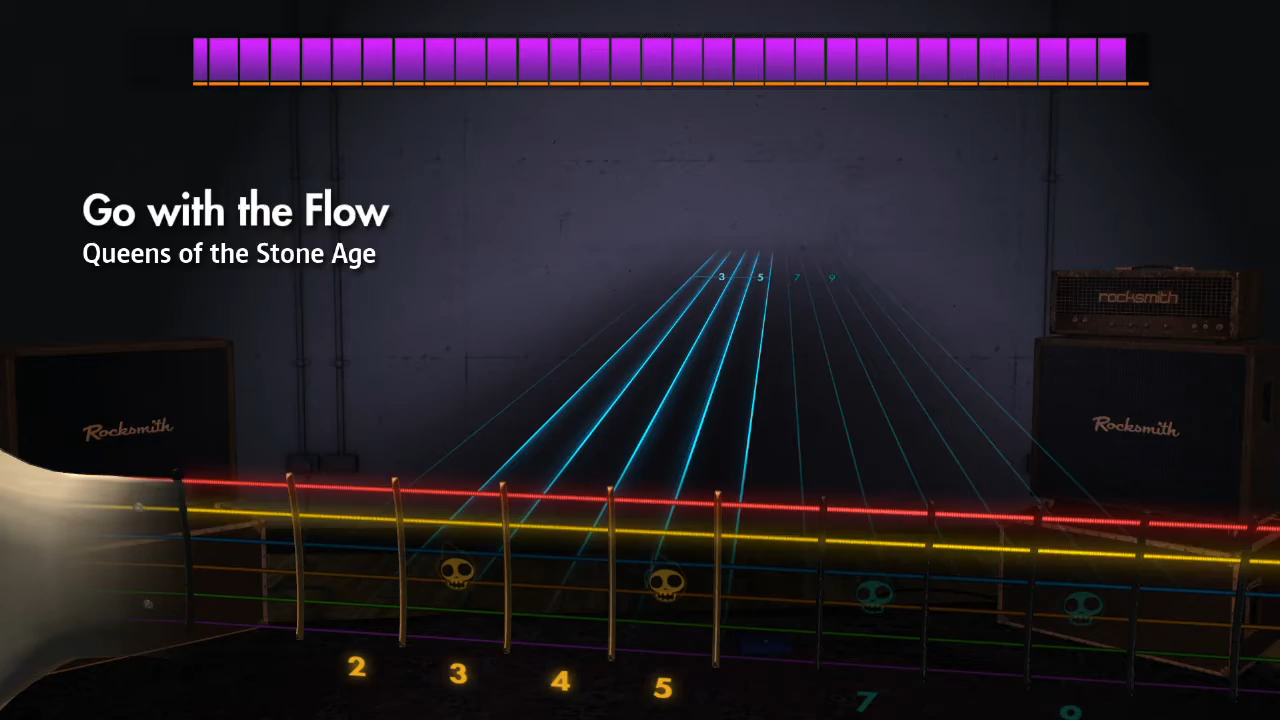 Go with the Flow
Queens of the Stone Age
3 5 7 9
rocksmith
Rocksmith
Rocksmith
2 3 4 5 7 9